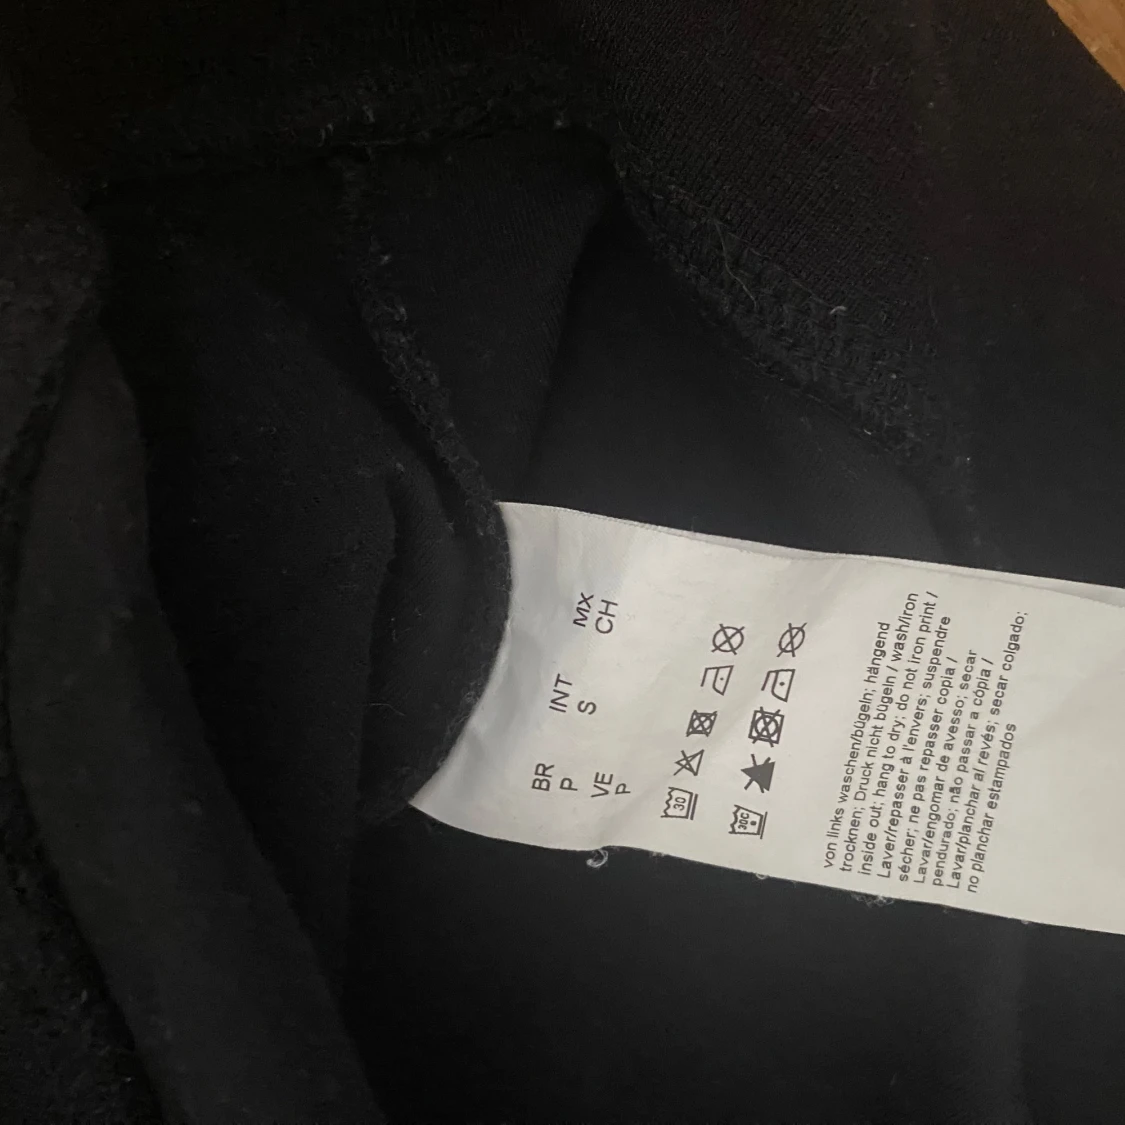 BR INT MX
P S CH
VE
P
30
30C
von links waschen/bügeln; hängend
trocknen; Druck nicht bügeln / wash/iron
inside out; hang to dry; do not iron print /
Laver/repasser à l'envers; suspendre
sécher; ne pas repasser copia /
Lavar/engomar de avesso; secar
pendurado; não passar a cópia /
Lavar/planchar al revés; secar colgado;
no planchar estampados